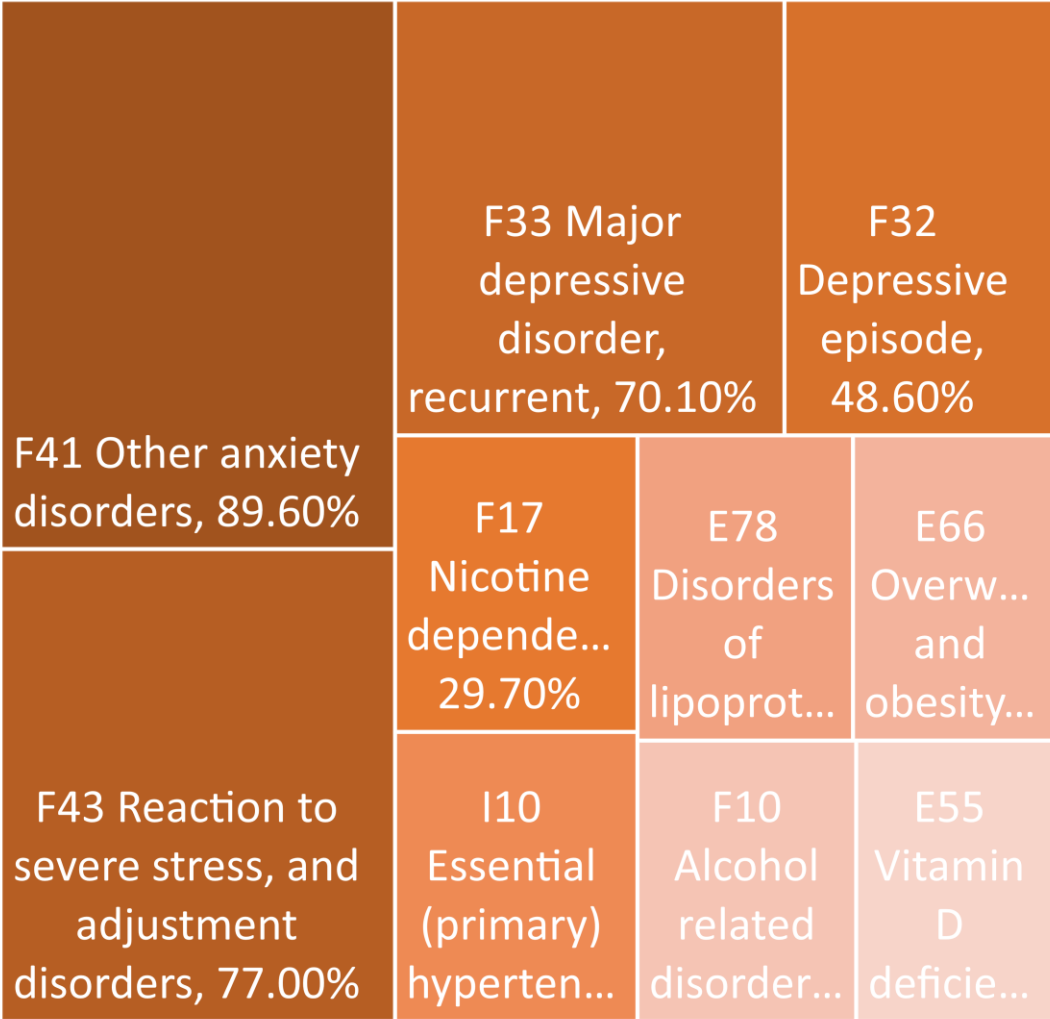 F41 Other anxiety
disorders, 89.60%
F43 Reaction to
severe stress, and
adjustment
disorders, 77.00%
F33 Major
depressive
disorder,
recurrent, 70.10%
F32
Depressive
episode,
48.60%
F17
Nicotine
depende...
29.70%
I10
Essential
(primary)
hyperten...
E78
Disorders
of
lipoprot...
E66
Overw...
and
obesity...
F10
Alcohol
related
disorder...
E55
Vitamin
D
deficie...